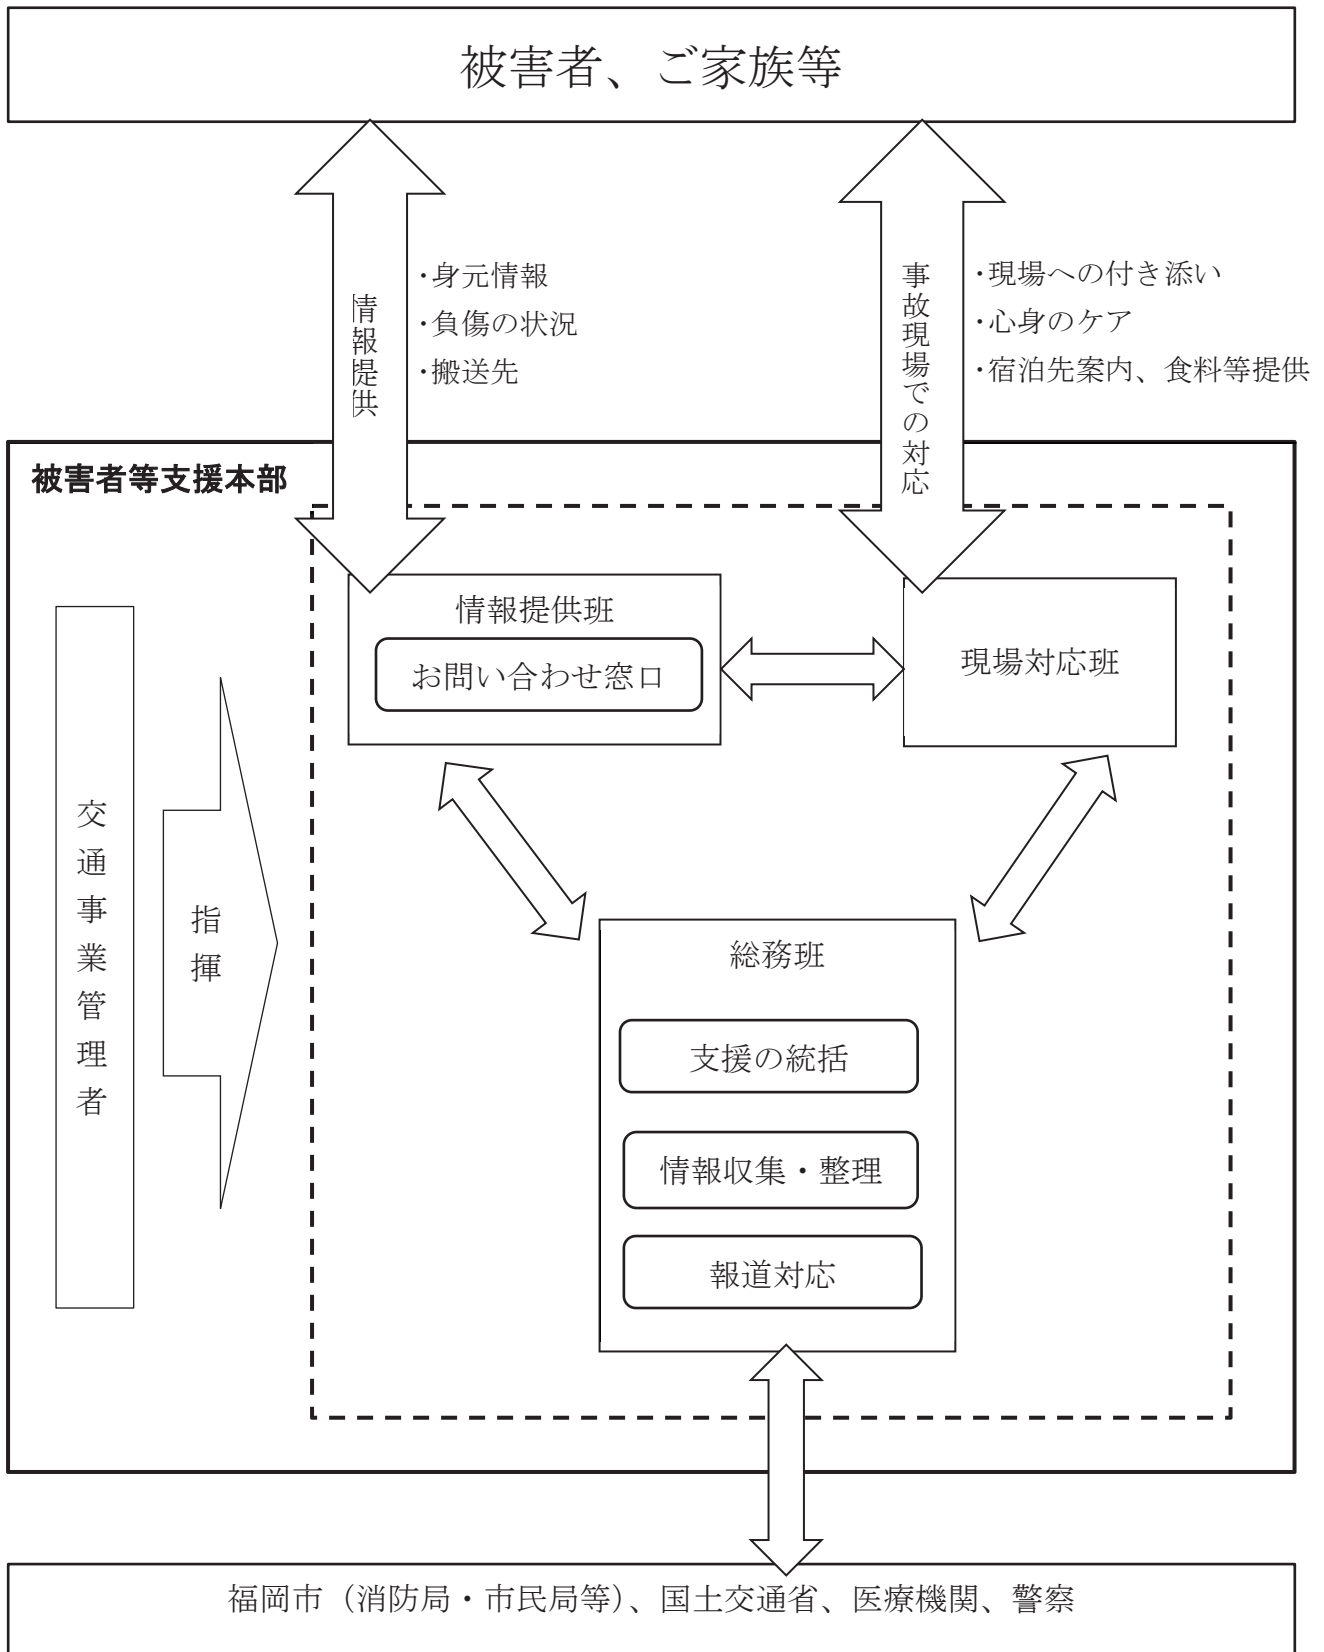 被害者、ご家族等
情報提供
・身元情報
・負傷の状況
・搬送先
事故現場での対応
・現場への付き添い
・心身のケア
・宿泊先案内、食料等提供
被害者等支援本部
交通事業管理者
指揮
情報提供班
お問い合わせ窓口
現場対応班
総務班
支援の統括
情報収集・整理
報道対応
福岡市（消防局・市民局等）、国土交通省、医療機関、警察